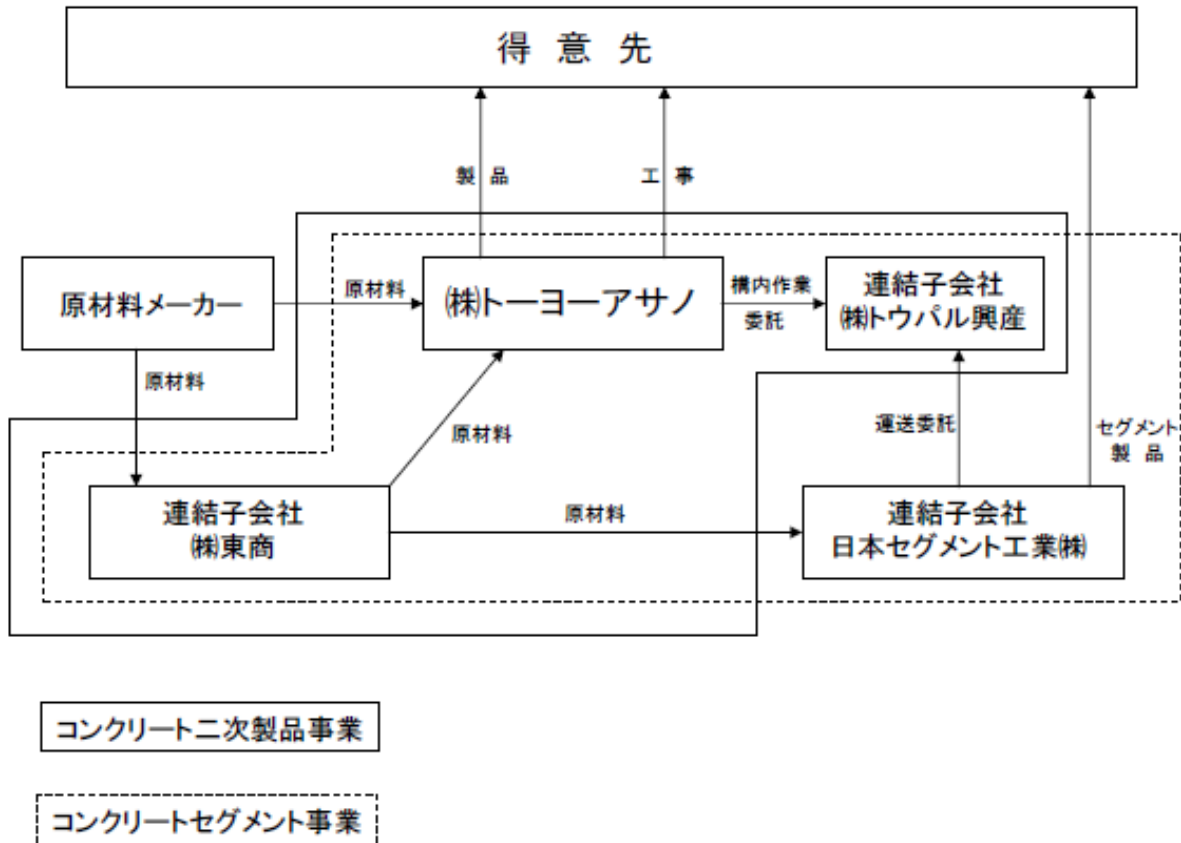 得意先
製品
工事
原材料メーカー
原材料
㈱トーヨーアサノ
構内作業
委託
連結子会社
㈱トウパル興産
原材料
原材料
運送委託
セグメント
製品
連結子会社
㈱東商
原材料
連結子会社
日本セグメント工業㈱
コンクリート二次製品事業
コンクリートセグメント事業